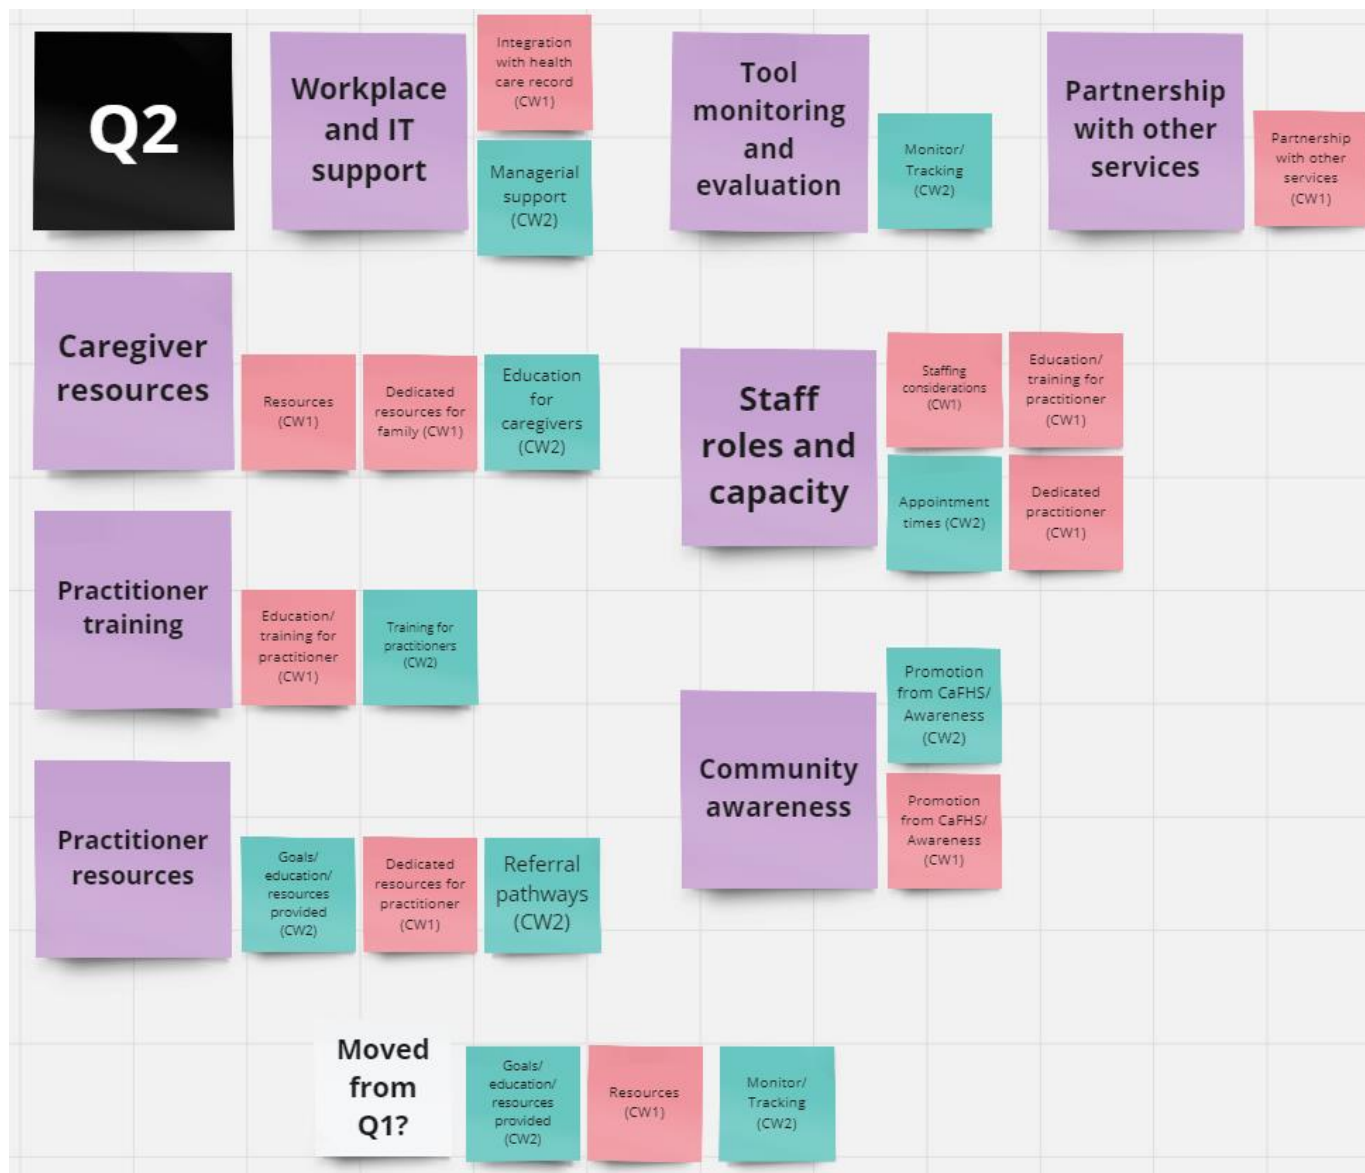 Q2
Workplace
and IT
support
Integration
with health
care record
(CW1)
Managerial
support
(CW2)
Tool
monitoring
and
evaluation
Monitor/
Tracking
(CW2)
Partnership
with other
services
Partnership
with other
services
(CW1)
Caregiver
resources
Resources
(CW1)
Dedicated
resources for
family (CW1)
Education
for
caregivers
(CW2)
Staff
roles and
capacity
Staffing
considerations
(CW1)
Education/
training for
practitioner
(CW1)
Appointment
times (CW2)
Dedicated
practitioner
(CW1)
Practitioner
training
Education/
training for
practitioner
(CW1)
Training for
practitioners
(CW2)
Community
awareness
Promotion
from CaFHS/
Awareness
(CW2)
Promotion
from CaFHS/
Awareness
(CW1)
Practitioner
resources
Goals/
education/
resources
provided
(CW2)
Dedicated
resources for
practitioner
(CW1)
Referral
pathways
(CW2)
Moved
from
Q1?
Goals/
education/
resources
provided
(CW2)
Resources
(CW1)
Monitor/
Tracking
(CW2)